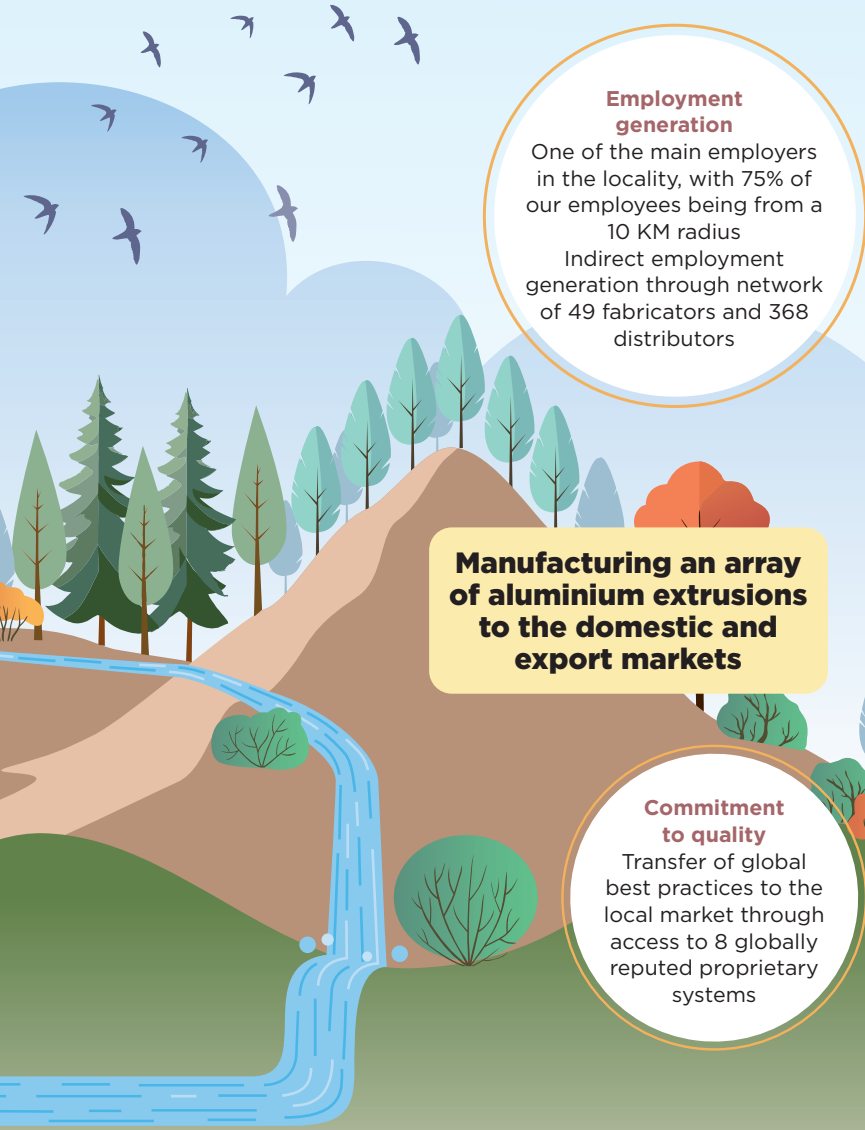 Employment
generation
One of the main employers
in the locality, with 75% of
our employees being from a
10 KM radius
Indirect employment
generation through network
of 49 fabricators and 368
distributors
Manufacturing an array
of aluminium extrusions
to the domestic and
export markets
Commitment
to quality
Transfer of global
best practices to the
local market through
access to 8 globally
reputed proprietary
systems